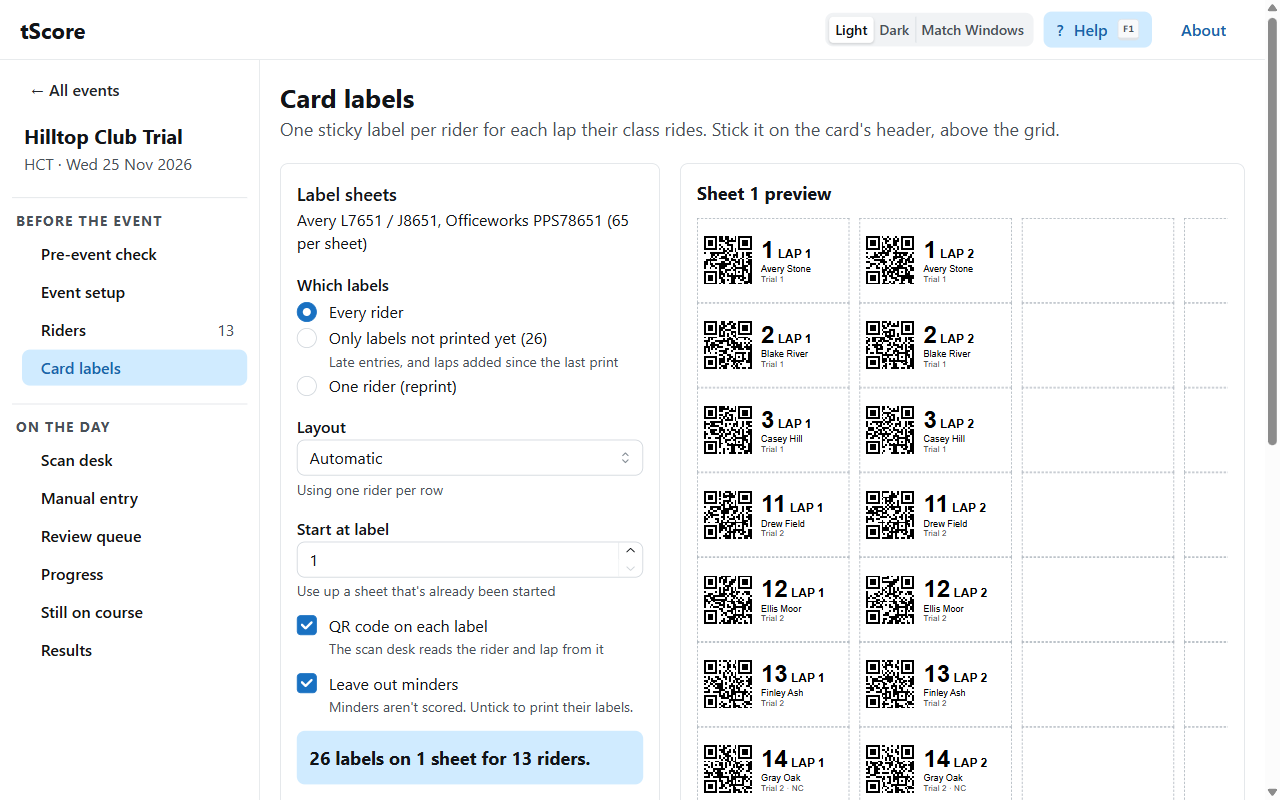 tScore
Light Dark Match Windows
? Help F1
About
← All events
Hilltop Club Trial
HCT · Wed 25 Nov 2026
BEFORE THE EVENT
Pre-event check
Event setup
Riders 13
Card labels
ON THE DAY
Scan desk
Manual entry
Review queue
Progress
Still on course
Results
Card labels
One sticky label per rider for each lap their class rides. Stick it on the card's header, above the grid.
Label sheets
Avery L7651 / J8651, Officeworks PPS78651 (65
per sheet)
Which labels
Every rider
Only labels not printed yet (26)
Late entries, and laps added since the last print
One rider (reprint)
Layout
Automatic
Using one rider per row
Start at label
1
Use up a sheet that's already been started
QR code on each label
The scan desk reads the rider and lap from it
Leave out minders
Minders aren't scored. Untick to print their labels.
26 labels on 1 sheet for 13 riders.
Sheet 1 preview
1 LAP 1
Avery Stone
Trial 1
1 LAP 2
Avery Stone
Trial 1
2 LAP 1
Blake River
Trial 1
2 LAP 2
Blake River
Trial 1
3 LAP 1
Casey Hill
Trial 1
3 LAP 2
Casey Hill
Trial 1
11 LAP 1
Drew Field
Trial 2
11 LAP 2
Drew Field
Trial 2
12 LAP 1
Ellis Moor
Trial 2
12 LAP 2
Ellis Moor
Trial 2
13 LAP 1
Finley Ash
Trial 2
13 LAP 2
Finley Ash
Trial 2
14 LAP 1
Gray Oak
Trial 2 · NC
14 LAP 2
Gray Oak
Trial 2 · NC